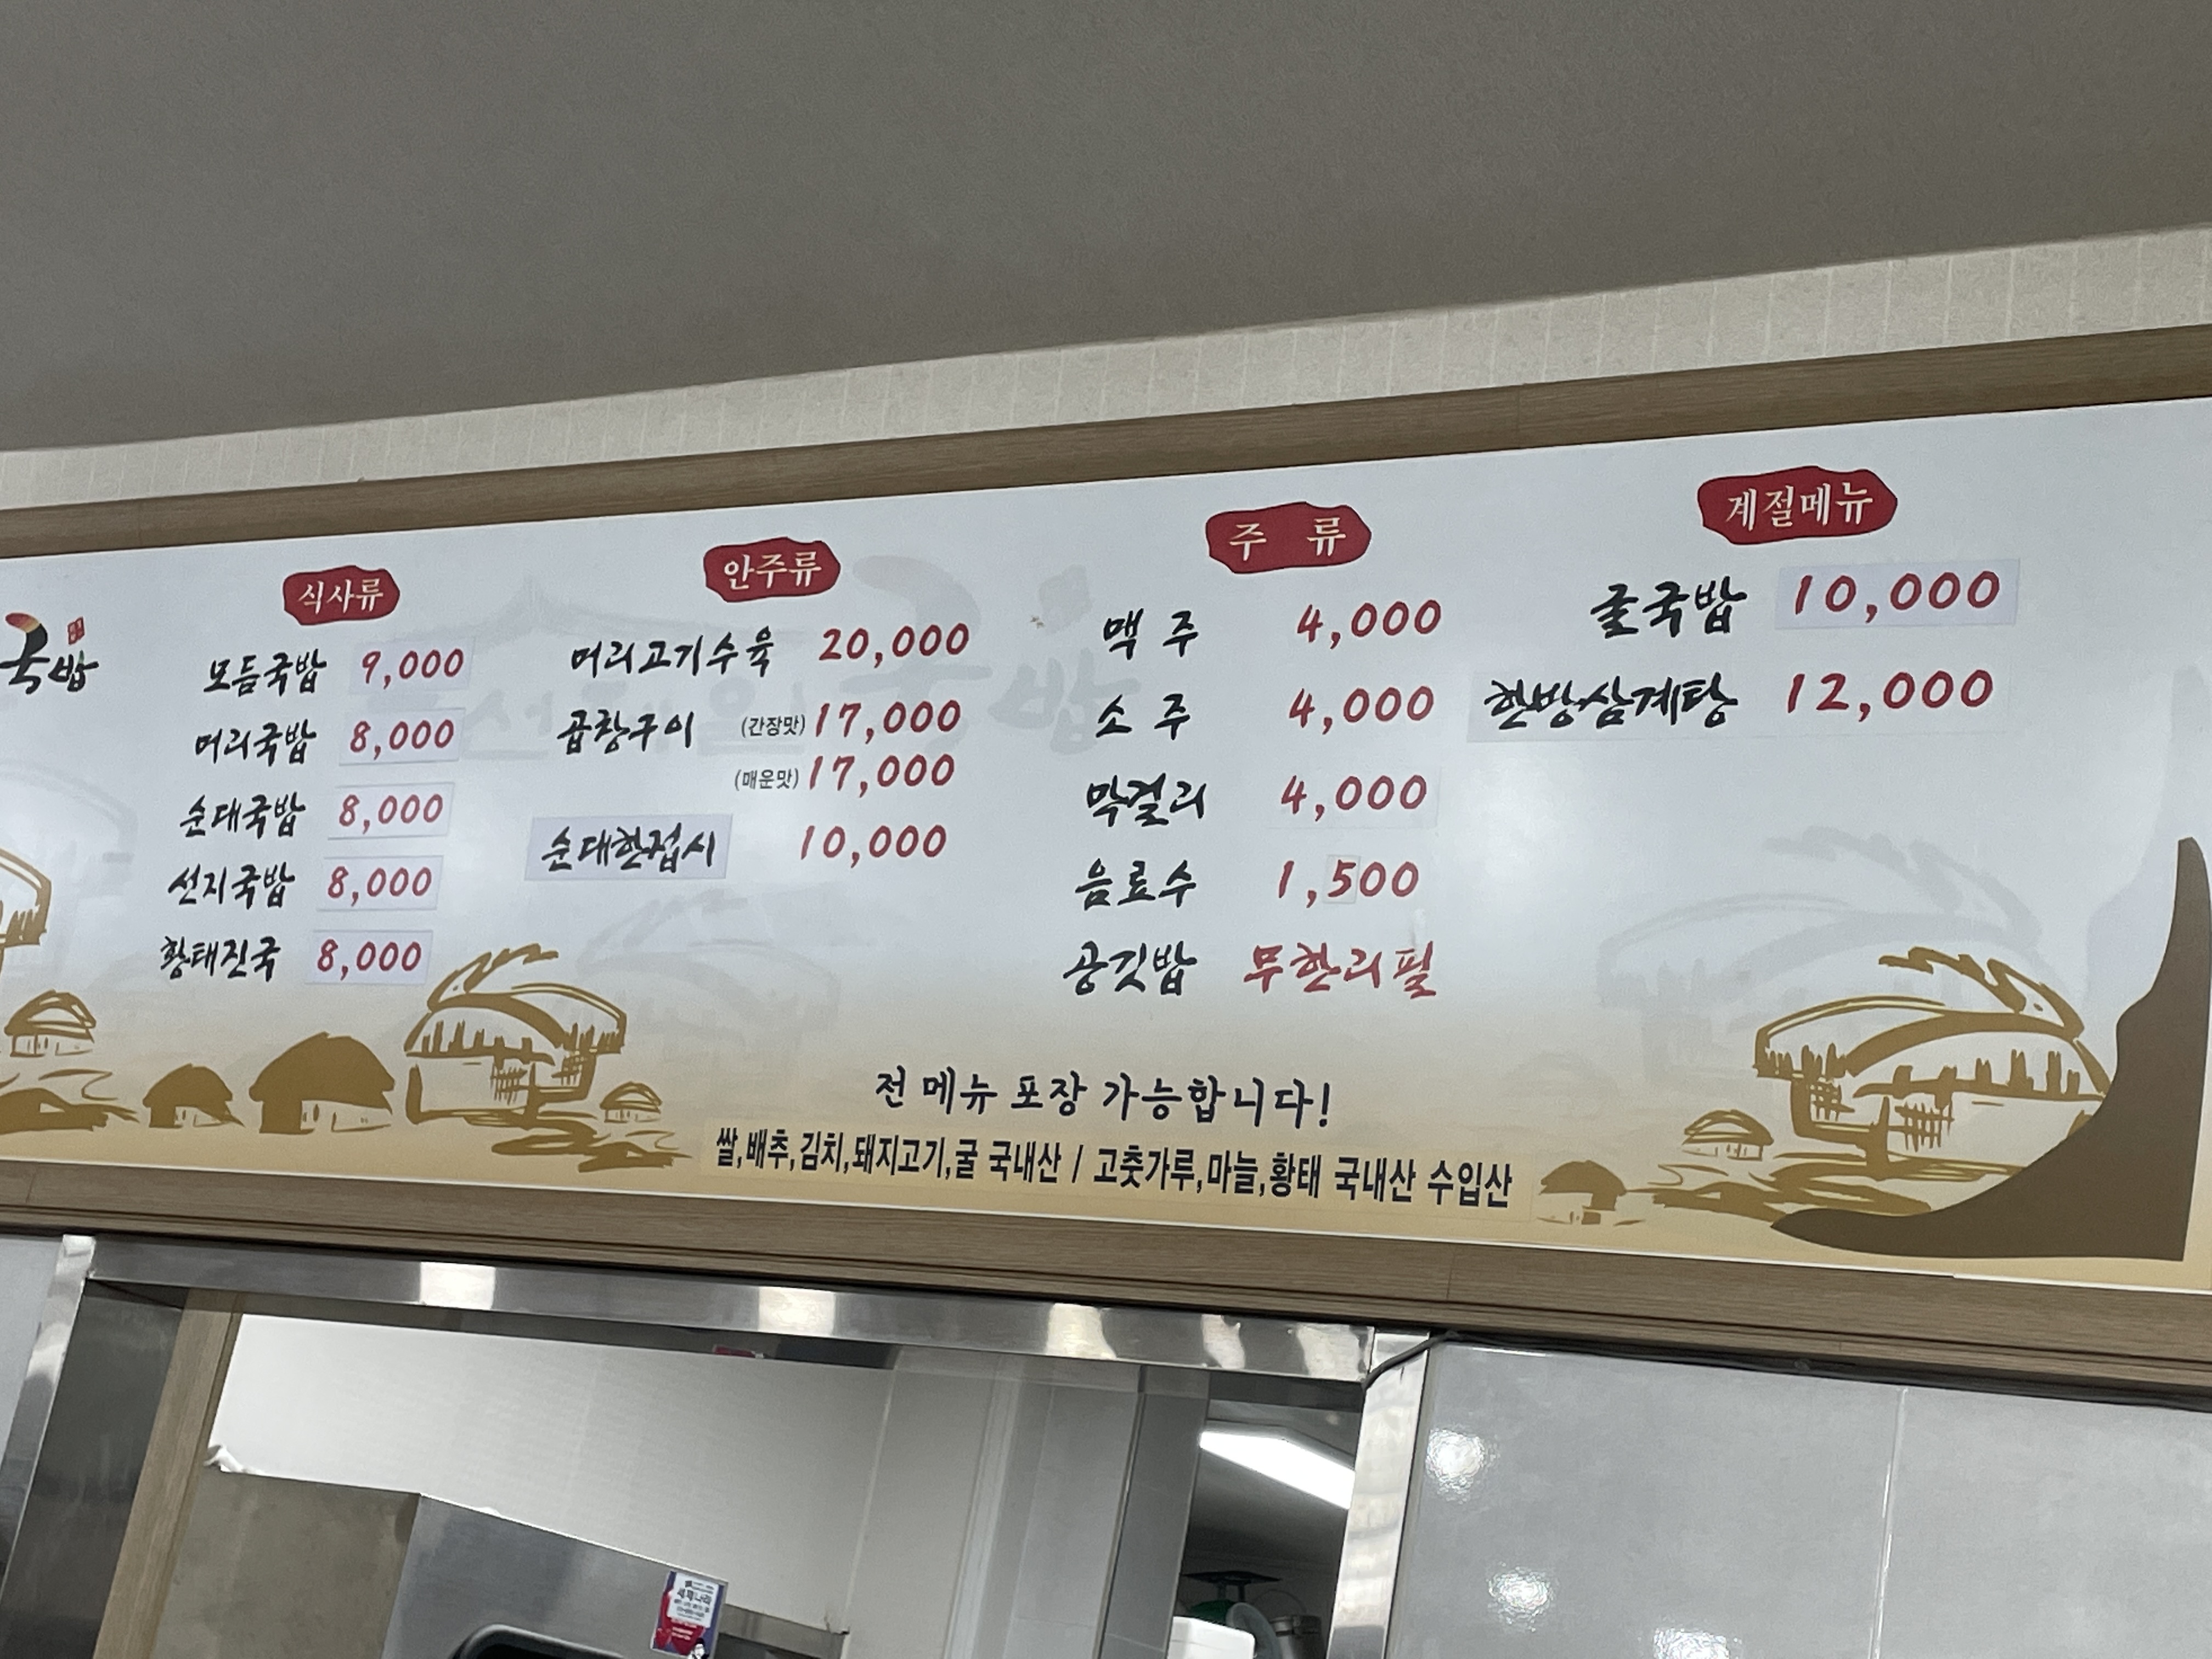 국밥
식사류
모듬국밥 9,000
머리국밥 8,000
순대국밥 8,000
선지국밥 8,000
황태진국 8,000
안주류
머리고기수육 20,000
곱창구이 (간장맛) 17,000
(매운맛) 17,000
순대한접시 10,000
주 류
맥 주 4,000
소 주 4,000
막걸리 4,000
음료수 1,500
공깃밥 무한리필
계절메뉴
굴국밥 10,000
한방삼계탕 12,000
전 메뉴 포장 가능합니다!
쌀,배추,김치,돼지고기,굴 국내산 / 고춧가루,마늘,황태 국내산 수입산